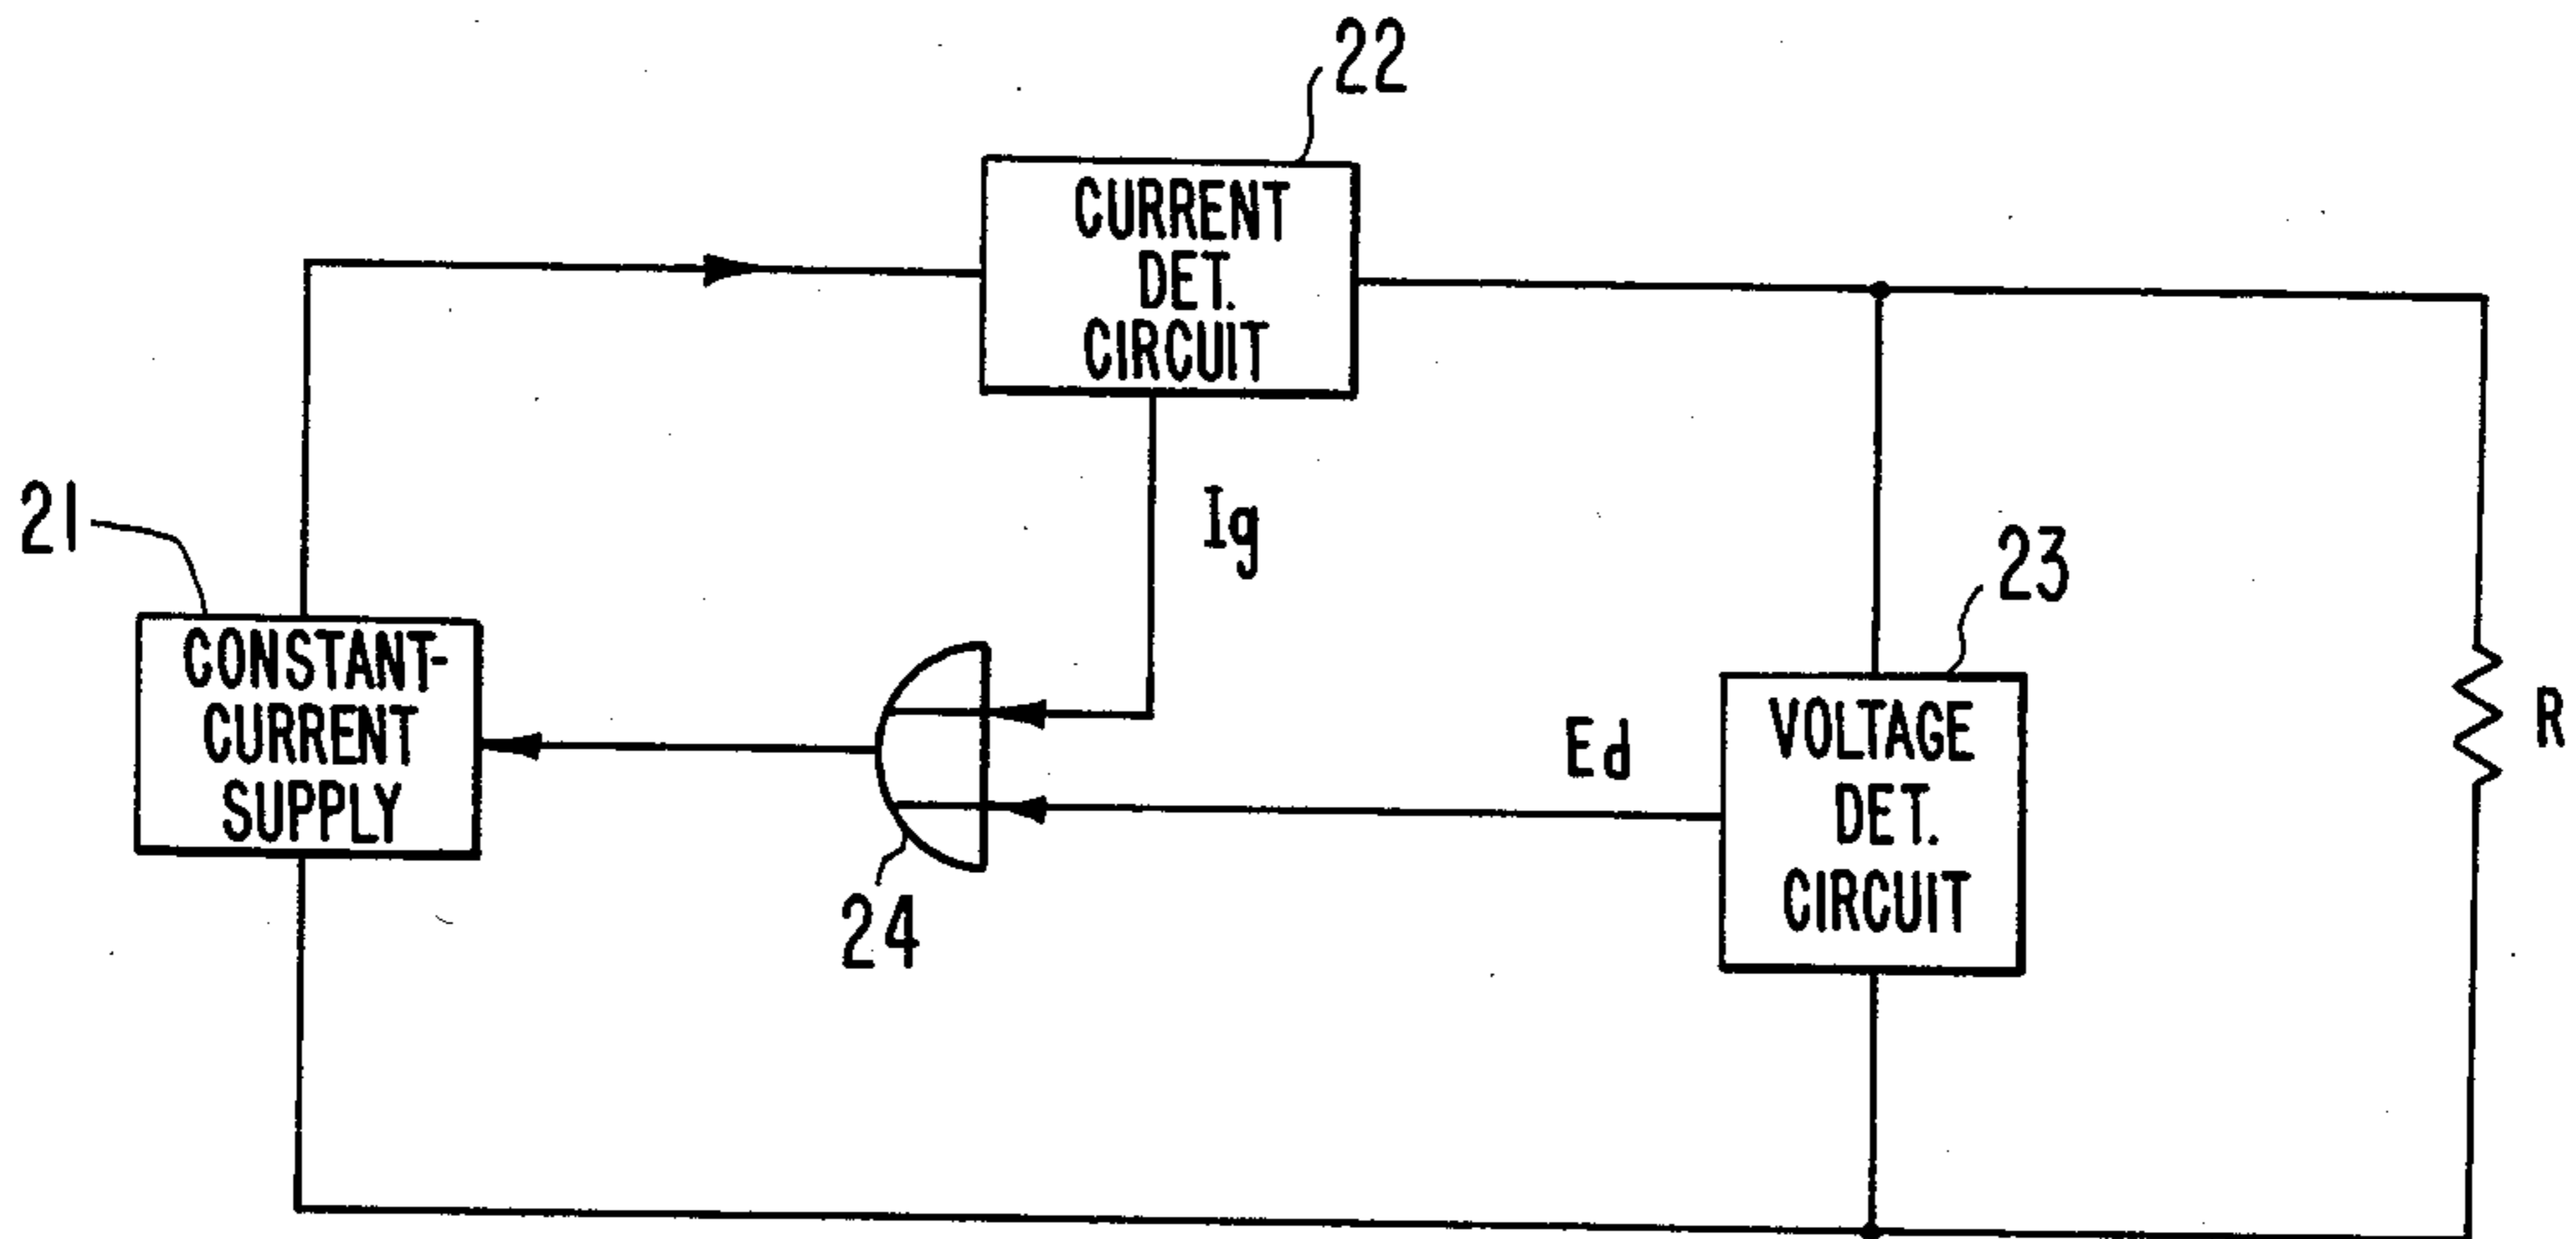 22
CURRENT
DET.
CIRCUIT
21
Ig
23
CONSTANT-
CURRENT
SUPPLY
Ed
VOLTAGE
DET.
CIRCUIT
R
24